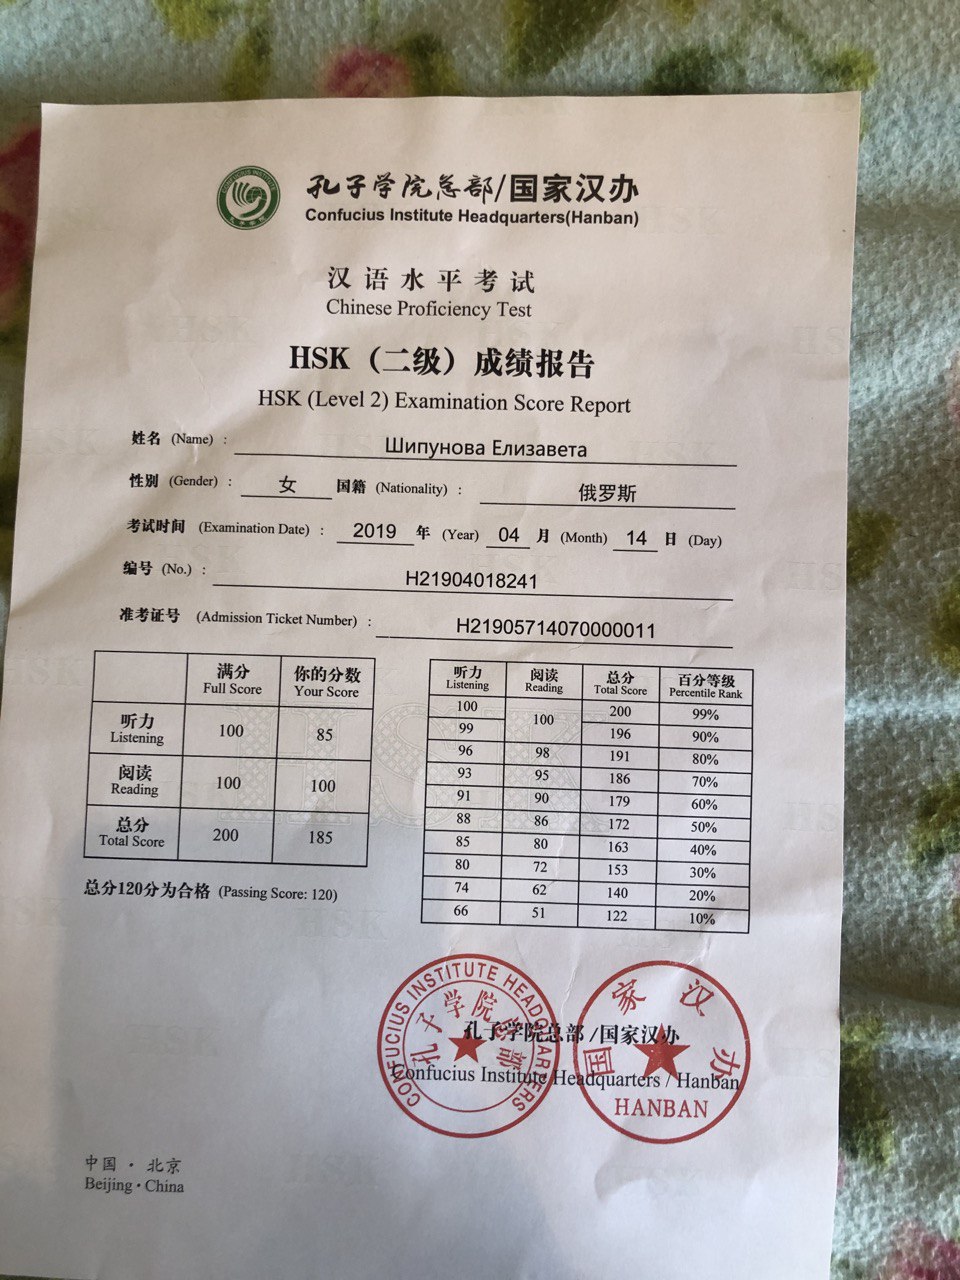 孔子学院总部/国家汉办
Confucius Institute Headquarters(Hanban)
汉语水平考试
Chinese Proficiency Test
HSK（二级）成绩报告
HSK (Level 2) Examination Score Report
姓名 (Name) : Шипунова Елизавета
性别 (Gender) : 女 国籍 (Nationality) : 俄罗斯
考试时间 (Examination Date) : 2019 年 (Year) 04 月 (Month) 14 日 (Day)
编号 (No.) : H21904018241
准考证号 (Admission Ticket Number) : H21905714070000011
满分 你的分数
Full Score Your Score
听力 100 85
Listening
阅读 100 100
Reading
总分 200 185
Total Score
总分120分为合格 (Passing Score: 120)
听力 阅读 总分 百分等级
Listening Reading Total Score Percentile Rank
100 100 200 99%
99 196 90%
96 98 191 80%
93 95 186 70%
91 90 179 60%
88 86 172 50%
85 80 163 40%
80 72 153 30%
74 62 140 20%
66 51 122 10%
孔子学院总部 /国家汉办
Confucius Institute Headquarters / Hanban
CONFUCIUS INSTITUTE HEADQUARTERS
孔子学院总部
国家汉办
HANBAN
中国 · 北京
Beijing · China